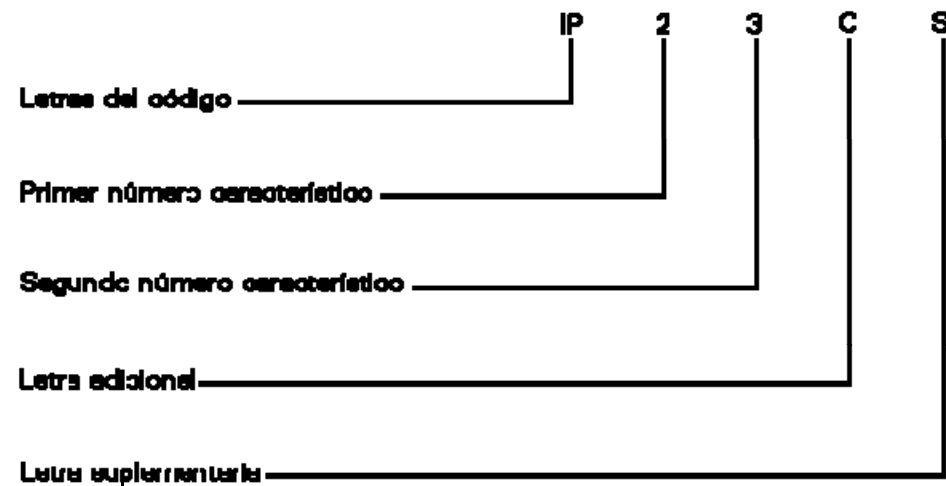 IP 2 3 C S
Letras del código
Primer número característico
Segundo número característico
Letra adicional
Letra suplementaria